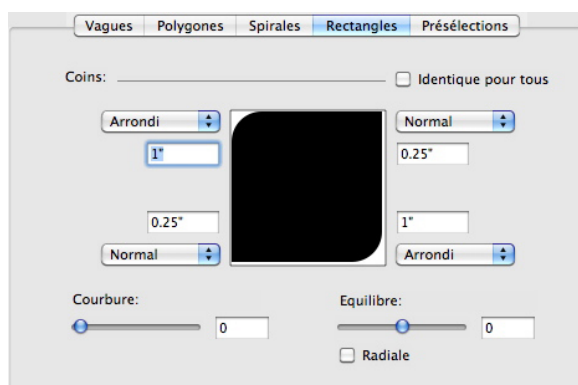 Vagues Polygones Spirales Rectangles Présélections
Coins: Identique pour tous
Arrondi Normal
1" 0.25"
0.25" 1"
Normal Arrondi
Courbure: Equilibre:
0 0
Radiale